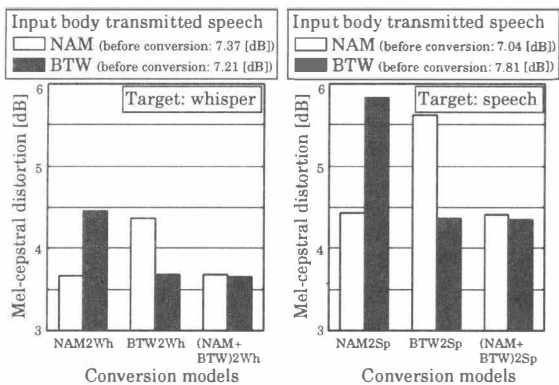 Input body transmitted speech
NAM (before conversion: 7.37 [dB])
BTW (before conversion: 7.21 [dB])
Target: whisper
Mel-cepstral distortion [dB]
6
5
4
3
NAM2Wh BTW2Wh (NAM+
BTW)2Wh
Conversion models
Input body transmitted speech
NAM (before conversion: 7.04 [dB])
BTW (before conversion: 7.81 [dB])
Target: speech
Mel-cepstral distortion [dB]
6
5
4
3
NAM2Sp BTW2Sp (NAM+
BTW)2Sp
Conversion models